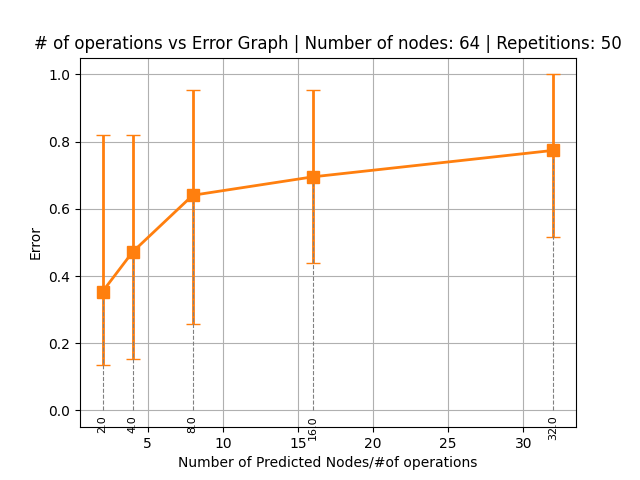 # of operations vs Error Graph | Number of nodes: 64 | Repetitions: 50
1.0
0.8
0.6
0.4
0.2
0.0
Error
2.0
4.0
8.0
16.0
32.0
5 10 15 20 25 30
Number of Predicted Nodes/#of operations